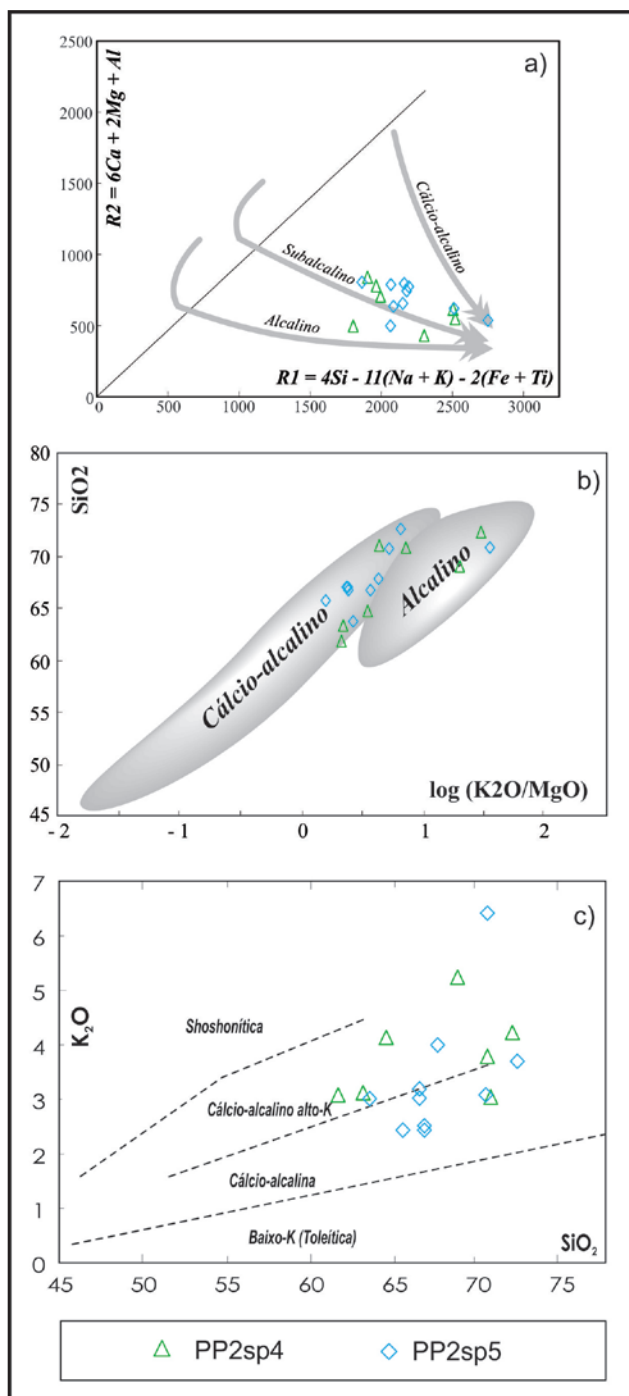 a)
R2 = 6Ca + 2Mg + Al
2500
2000
1500
1000
500
0
Cálcio-alcalino
Subalcalino
Alcalino
R1 = 4Si - 11(Na + K) - 2(Fe + Ti)
0 500 1000 1500 2000 2500 3000
b)
SiO2
80
75
70
65
60
55
50
45
Cálcio-alcalino
Alcalino
log (K2O/MgO)
-2 -1 0 1 2
c)
K2O
7
6
5
4
3
2
1
0
Shoshonítica
Cálcio-alcalino alto-K
Cálcio-alcalina
Baixo-K (Toleítica)
SiO2
45 50 55 60 65 70 75
PP2sp4 PP2sp5